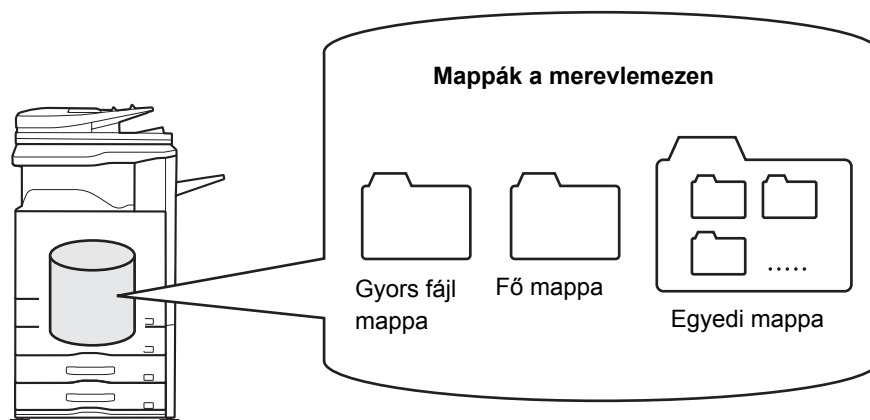 Mappák a merevlemezen
Gyors fájl
mappa
Fő mappa
Egyedi mappa